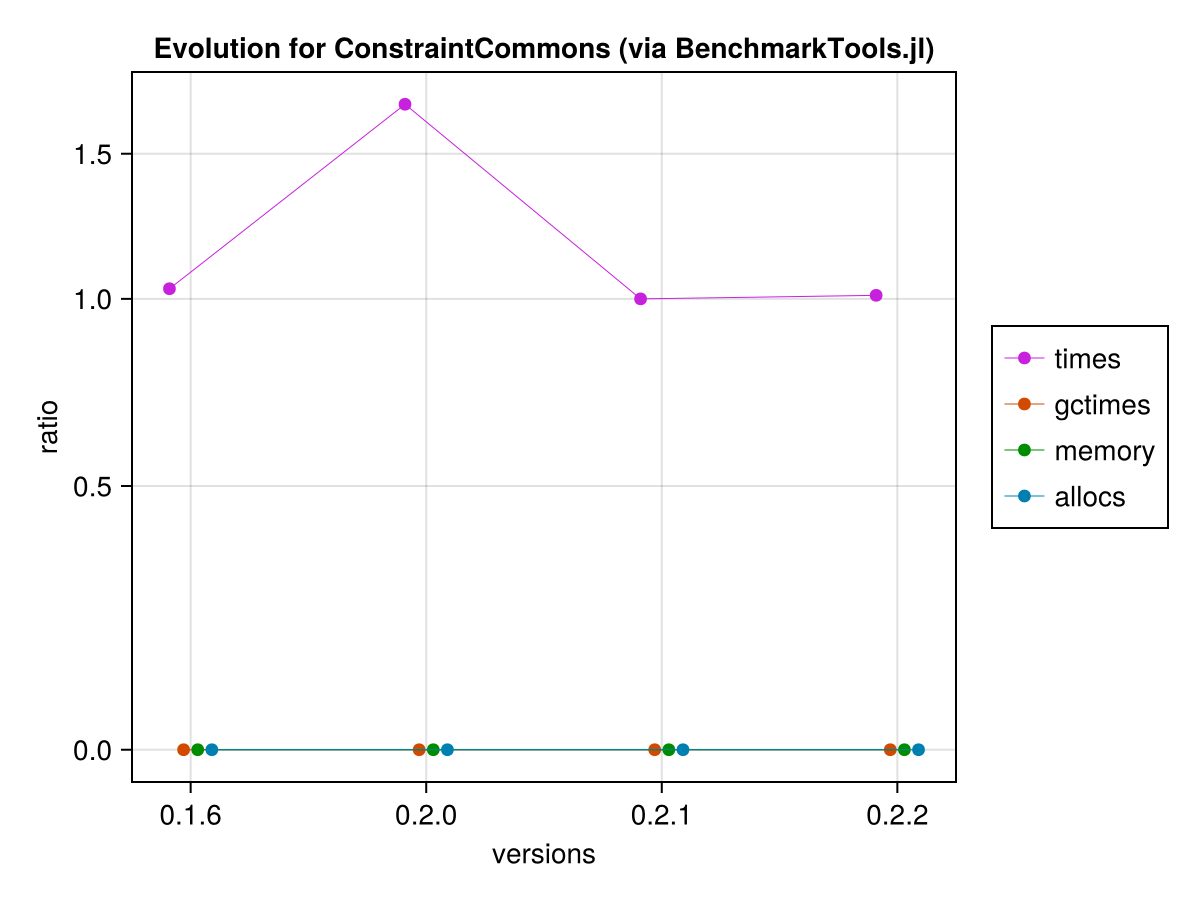 Evolution for ConstraintCommons (via BenchmarkTools.jl)
1.5
1.0
0.5
0.0
ratio
0.1.6
0.2.0
0.2.1
0.2.2
versions
times
gctimes
memory
allocs